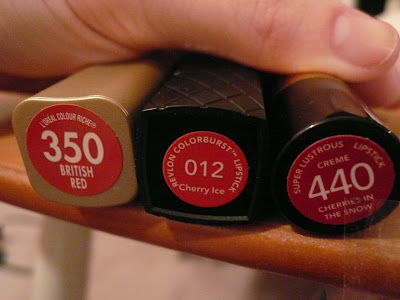 L'ORÉAL COLOUR RICHE®
350
BRITISH
RED
REVLON COLORBURST™ LIPSTICK
012
Cherry Ice
SUPER LUSTROUS LIPSTICK
CREME
440
CHERRIES IN
THE SNOW